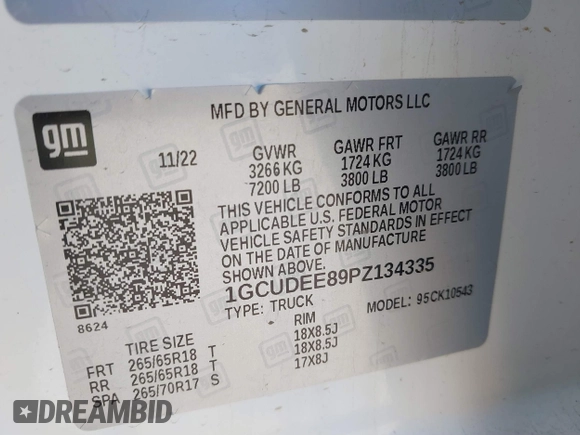 gm
MFD BY GENERAL MOTORS LLC
11/22 GVWR GAWR FRT GAWR RR
3266 KG 1724 KG 1724 KG
7200 LB 3800 LB 3800 LB
THIS VEHICLE CONFORMS TO ALL
APPLICABLE U.S. FEDERAL MOTOR
VEHICLE SAFETY STANDARDS IN EFFECT
ON THE DATE OF MANUFACTURE
SHOWN ABOVE.
1GCUDEE89PZ134335
8624 TYPE: TRUCK MODEL: 95CK10543
TIRE SIZE RIM
FRT 265/65R18 T 18X8.5J
RR 265/65R18 T 18X8.5J
SPA 265/70R17 S 17X8J
DREAMBID